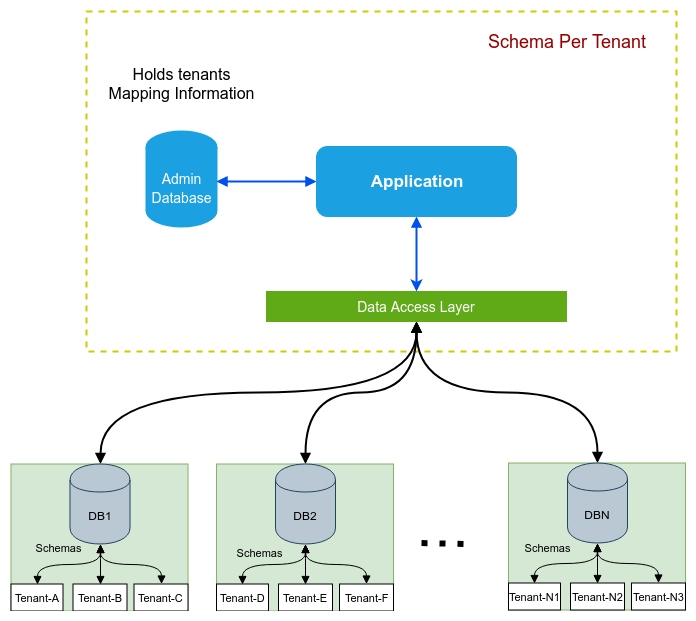 Schema Per Tenant
Holds tenants
Mapping Information
Admin
Database
Application
Data Access Layer
DB1
DB2
DBN
...
Schemas
Schemas
Schemas
Tenant-A
Tenant-B
Tenant-C
Tenant-D
Tenant-E
Tenant-F
Tenant-N1
Tenant-N2
Tenant-N3